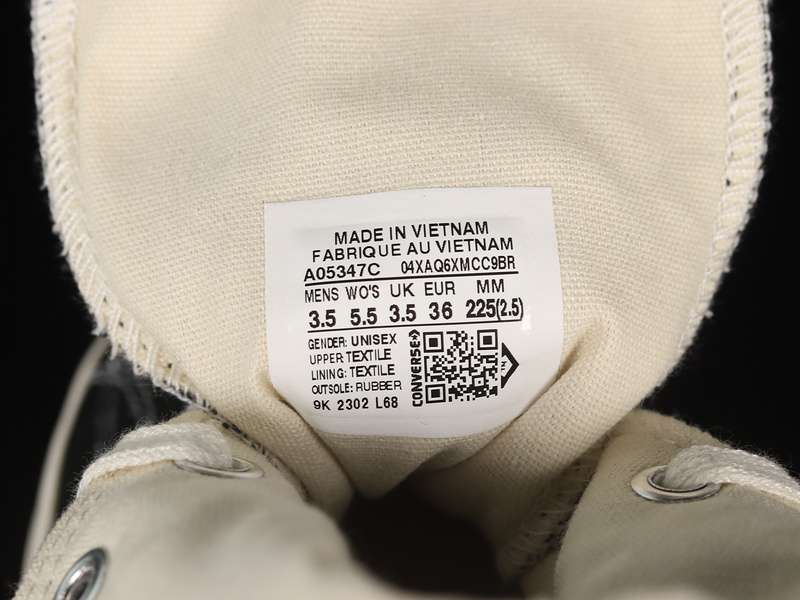 MADE IN VIETNAM
FABRIQUE AU VIETNAM
A05347C 04XAQ6XMCC9BR
MENS WO'S UK EUR MM
3.5 5.5 3.5 36 225(2.5)
GENDER: UNISEX
UPPER: TEXTILE
LINING: TEXTILE
OUTSOLE: RUBBER
9K 2302 L68
CONVERSE
TM